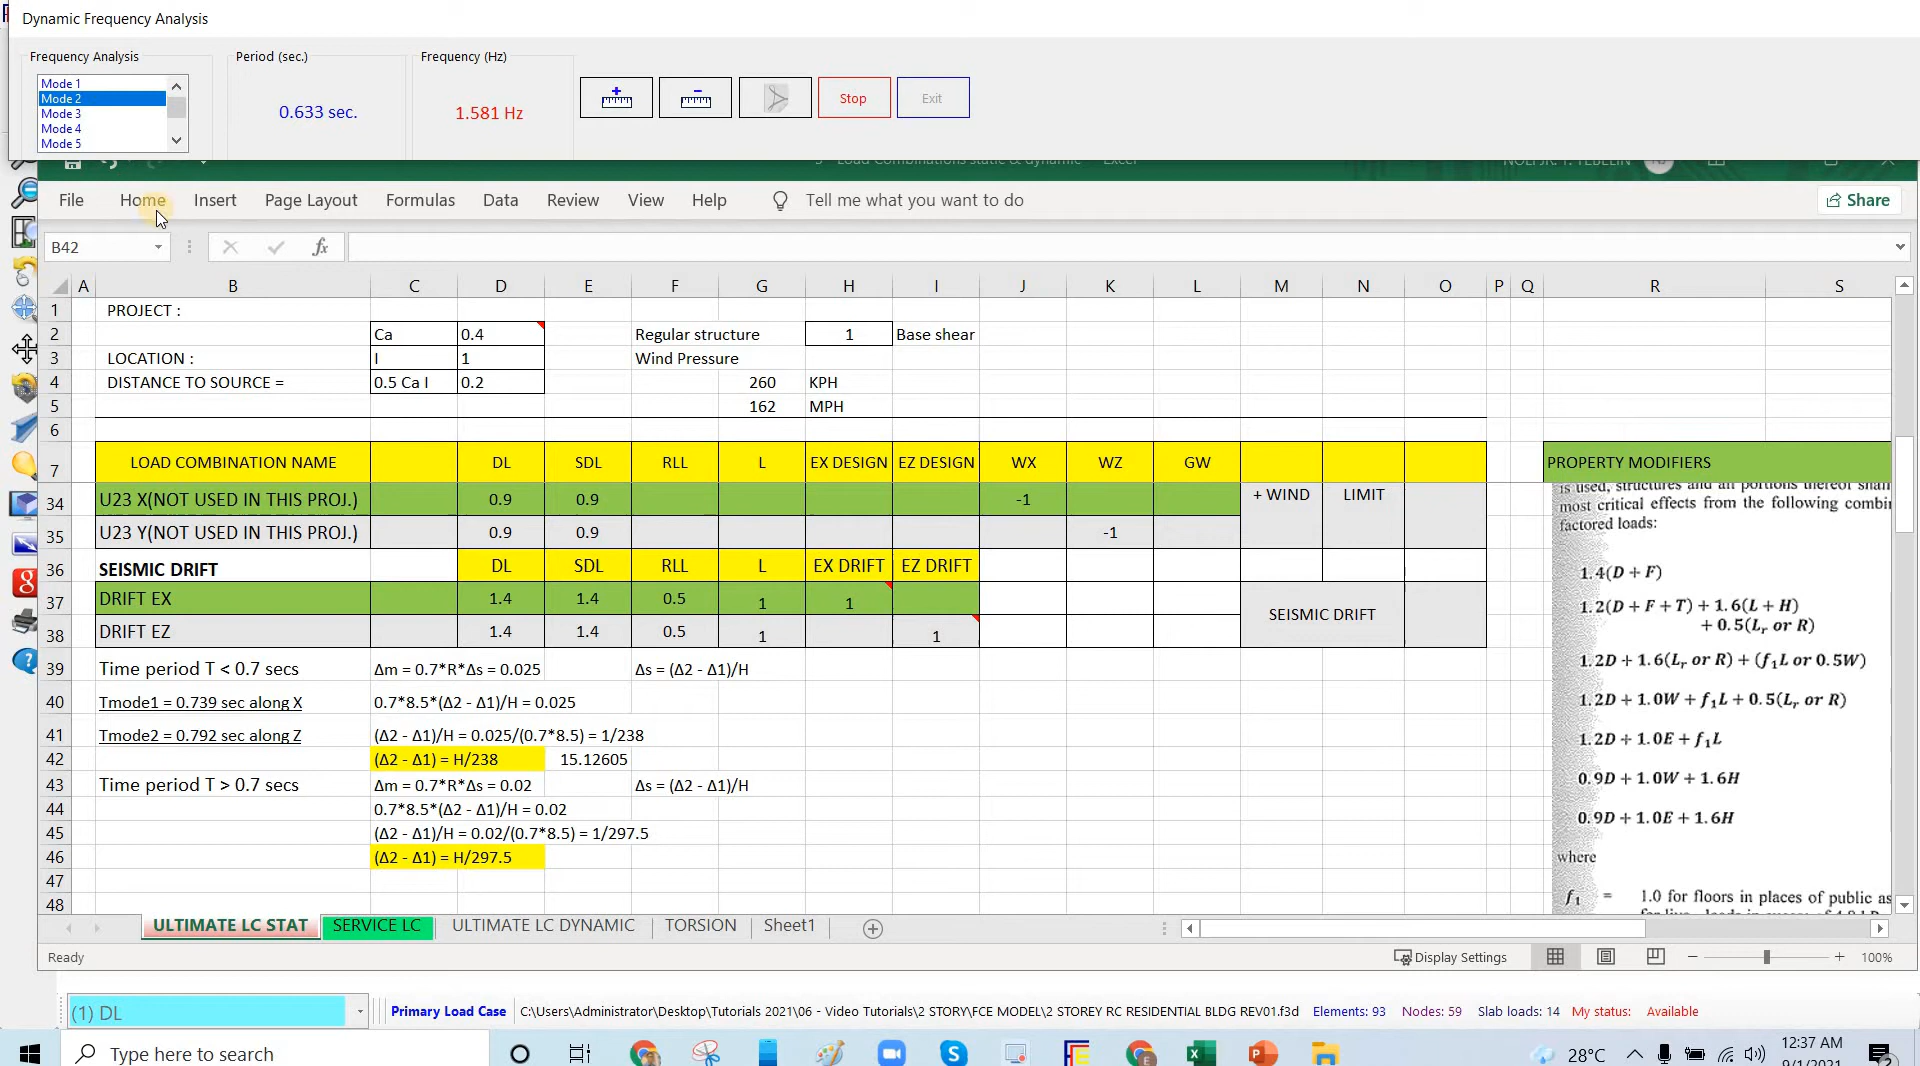 Dynamic Frequency Analysis
Frequency Analysis
Period (sec.)
Frequency (Hz)
Mode 1
Mode 2
Mode 3
Mode 4
Mode 5
0.633 sec.
1.581 Hz
Stop
Exit
File Home Insert Page Layout Formulas Data Review View Help Tell me what you want to do Share
B42 fx
A B C D E F G H I J K L M N O P Q R S
1 PROJECT :
2 Ca 0.4 Regular structure 1 Base shear
3 LOCATION : I 1 Wind Pressure
4 DISTANCE TO SOURCE = 0.5 Ca I 0.2 260 KPH
5 162 MPH
6
7 LOAD COMBINATION NAME DL SDL RLL L EX DESIGN EZ DESIGN WX WZ GW PROPERTY MODIFIERS
34 U23 X(NOT USED IN THIS PROJ.) 0.9 0.9 -1 + WIND LIMIT
35 U23 Y(NOT USED IN THIS PROJ.) 0.9 0.9 -1
36 SEISMIC DRIFT DL SDL RLL L EX DRIFT EZ DRIFT
37 DRIFT EX 1.4 1.4 0.5 1 1 SEISMIC DRIFT
38 DRIFT EZ 1.4 1.4 0.5 1 1
39 Time period T < 0.7 secs Δm = 0.7*R*Δs = 0.025 Δs = (Δ2 - Δ1)/H
40 Tmode1 = 0.739 sec along X 0.7*8.5*(Δ2 - Δ1)/H = 0.025
41 Tmode2 = 0.792 sec along Z (Δ2 - Δ1)/H = 0.025/(0.7*8.5) = 1/238
42 (Δ2 - Δ1) = H/238 15.12605
43 Time period T > 0.7 secs Δm = 0.7*R*Δs = 0.02 Δs = (Δ2 - Δ1)/H
44 0.7*8.5*(Δ2 - Δ1)/H = 0.02
45 (Δ2 - Δ1)/H = 0.02/(0.7*8.5) = 1/297.5
46 (Δ2 - Δ1) = H/297.5
47
48
is used, structures and all portions thereof shall
most critical effects from the following combin
factored loads:
1.4(D + F)
1.2(D + F + T) + 1.6(L + H)
+ 0.5(Lr or R)
1.2D + 1.6(Lr or R) + (f1L or 0.5W)
1.2D + 1.0W + f1L + 0.5(Lr or R)
1.2D + 1.0E + f1L
0.9D + 1.0W + 1.6H
0.9D + 1.0E + 1.6H
where
f1 = 1.0 for floors in places of public as
ULTIMATE LC STAT SERVICE LC ULTIMATE LC DYNAMIC TORSION Sheet1
Ready Display Settings 100%
(1) DL Primary Load Case C:\Users\Administrator\Desktop\Tutorials 2021\06 - Video Tutorials\2 STORY\FCE MODEL\2 STOREY RC RESIDENTIAL BLDG REV01.f3d Elements: 93 Nodes: 59 Slab loads: 14 My status: Available
Type here to search
28°C
12:37 AM